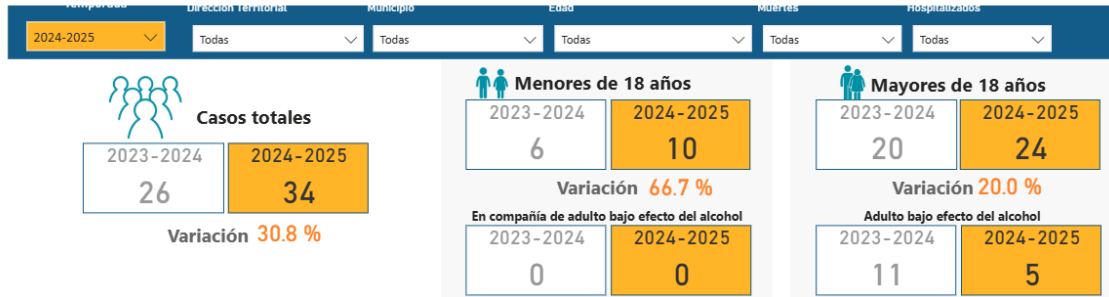 Temporada Dirección Territorial Municipio Edad Muertes Hospitalizados
2024-2025 Todas Todas Todas Todas Todas
Casos totales
2023-2024 2024-2025
26 34
Variación 30.8 %
Menores de 18 años
2023-2024 2024-2025
6 10
Variación 66.7 %
En compañía de adulto bajo efecto del alcohol
2023-2024 2024-2025
0 0
Mayores de 18 años
2023-2024 2024-2025
20 24
Variación 20.0 %
Adulto bajo efecto del alcohol
2023-2024 2024-2025
11 5